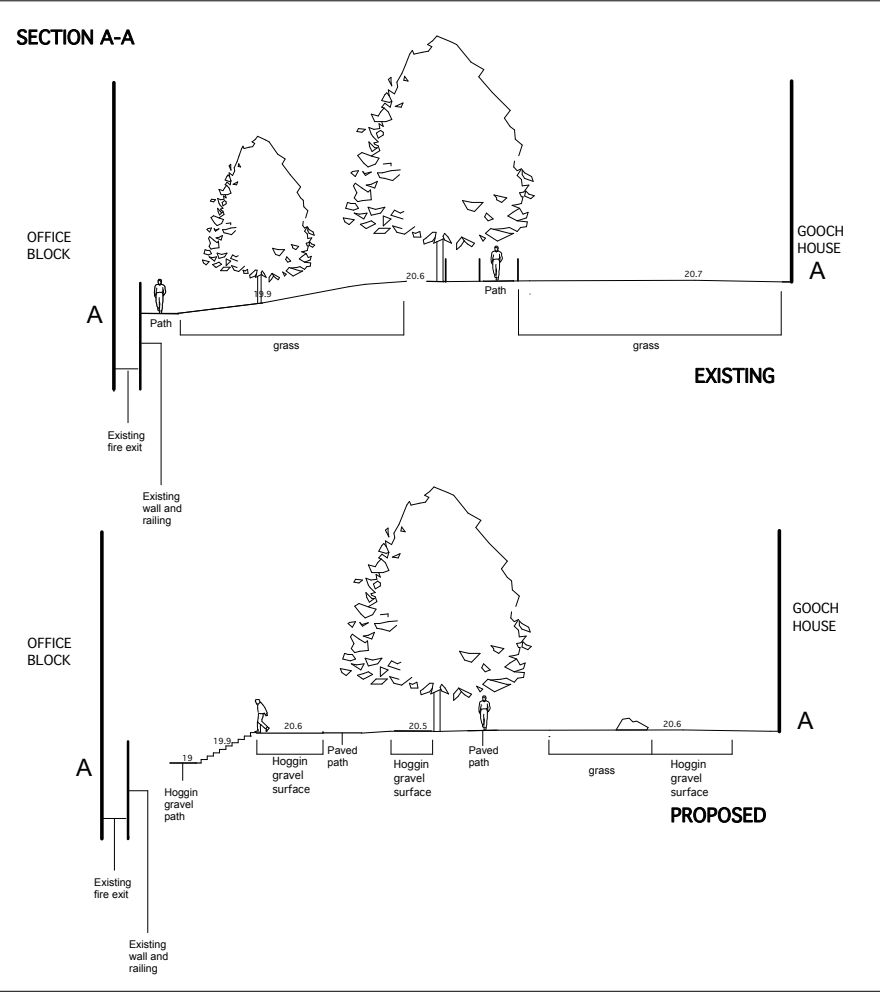 SECTION A-A
OFFICE
BLOCK
GOOCH
HOUSE
A
A
20.6
20.7
19.9
Path
Path
grass
grass
EXISTING
Existing
fire exit
Existing
wall and
railing
OFFICE
BLOCK
GOOCH
HOUSE
A
A
20.6
20.5
20.6
19.9
19
Hoggin
gravel
path
Hoggin
gravel
surface
Paved
path
Hoggin
gravel
surface
Paved
path
grass
Hoggin
gravel
surface
PROPOSED
Existing
fire exit
Existing
wall and
railing